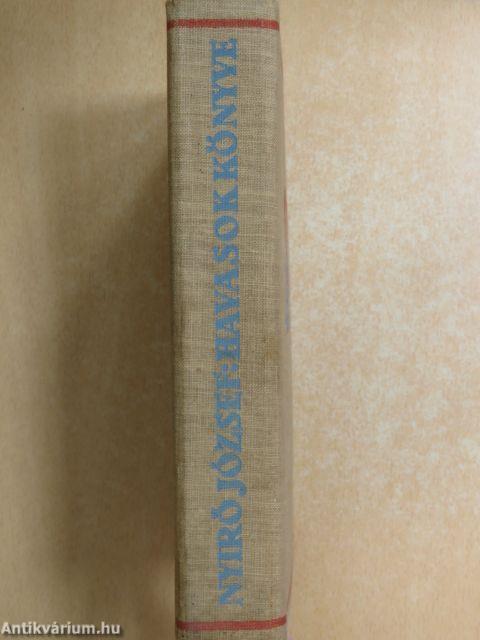 NYIRŐ JÓZSEF: HAVASOK KÖNYVE
Antikvárium.hu